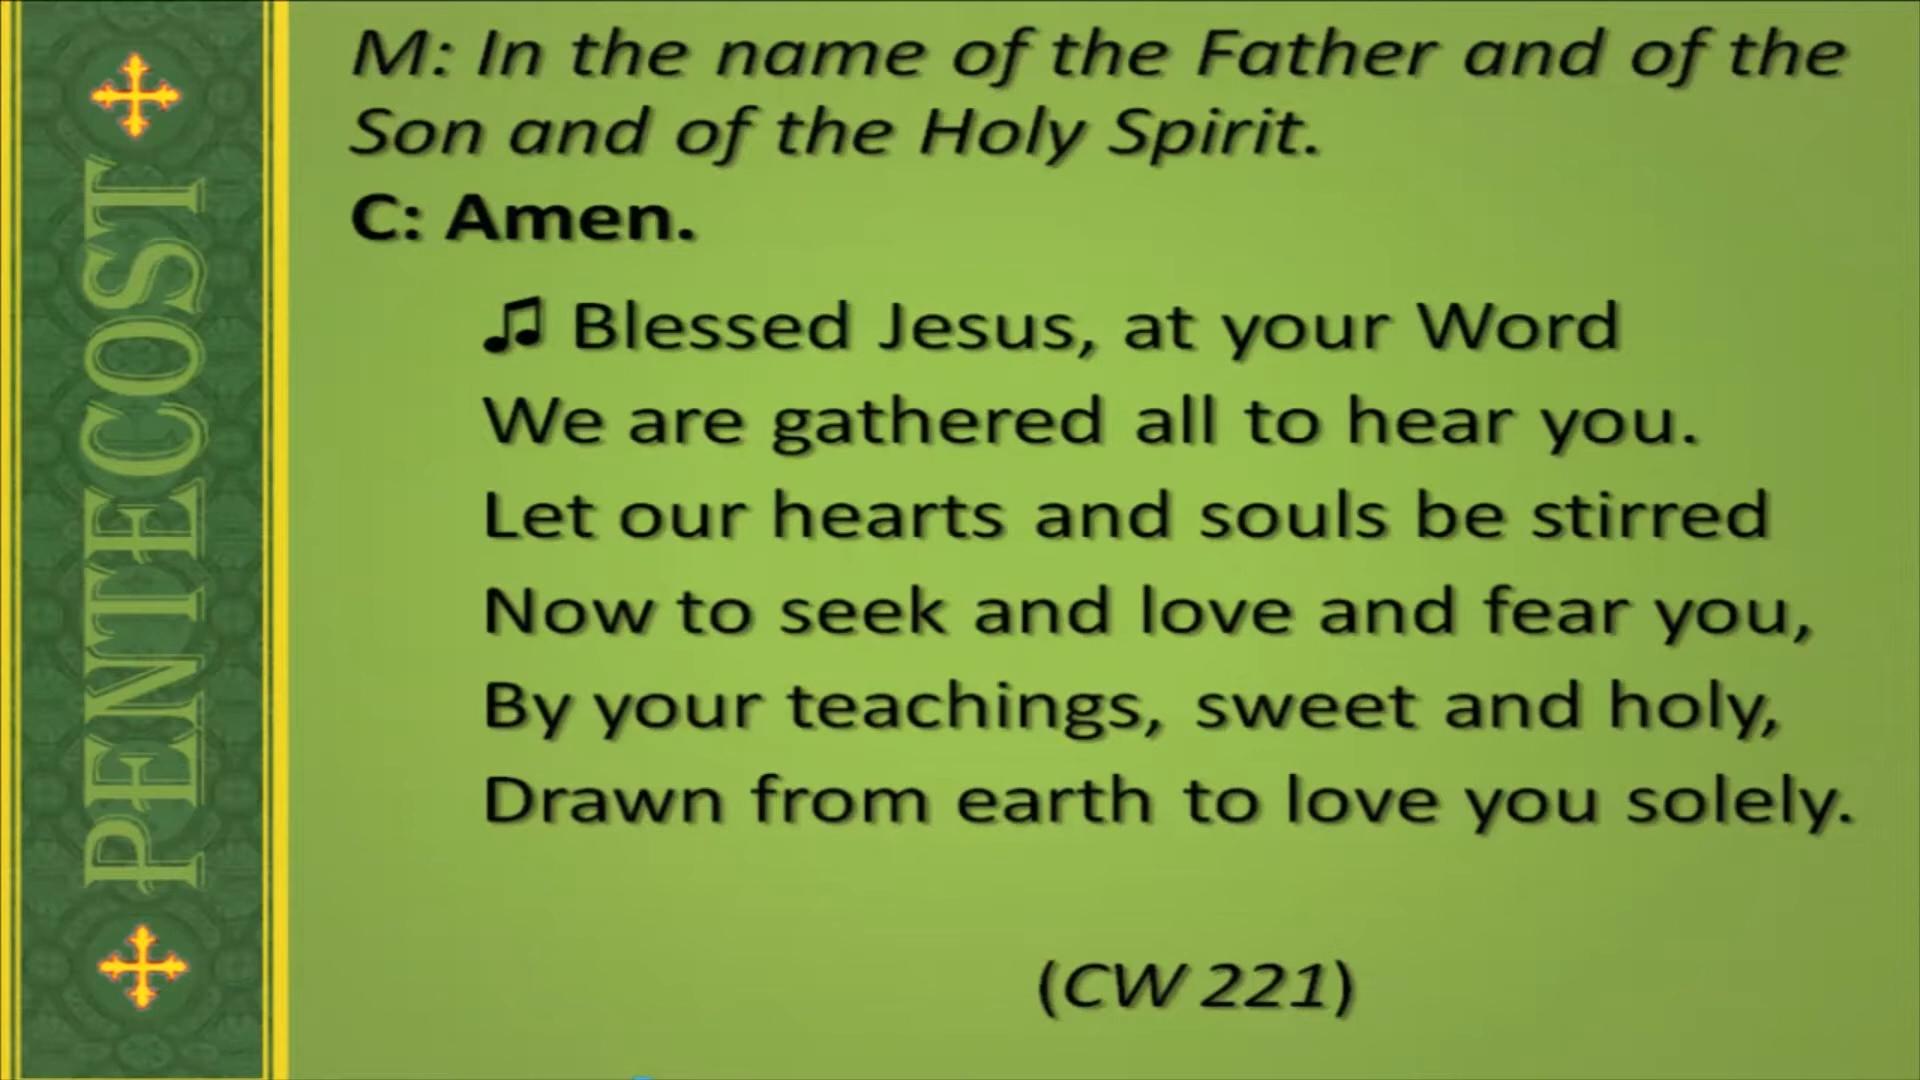 PENTECOST
M: In the name of the Father and of the
Son and of the Holy Spirit.
C: Amen.
♫ Blessed Jesus, at your Word
We are gathered all to hear you.
Let our hearts and souls be stirred
Now to seek and love and fear you,
By your teachings, sweet and holy,
Drawn from earth to love you solely.
(CW 221)